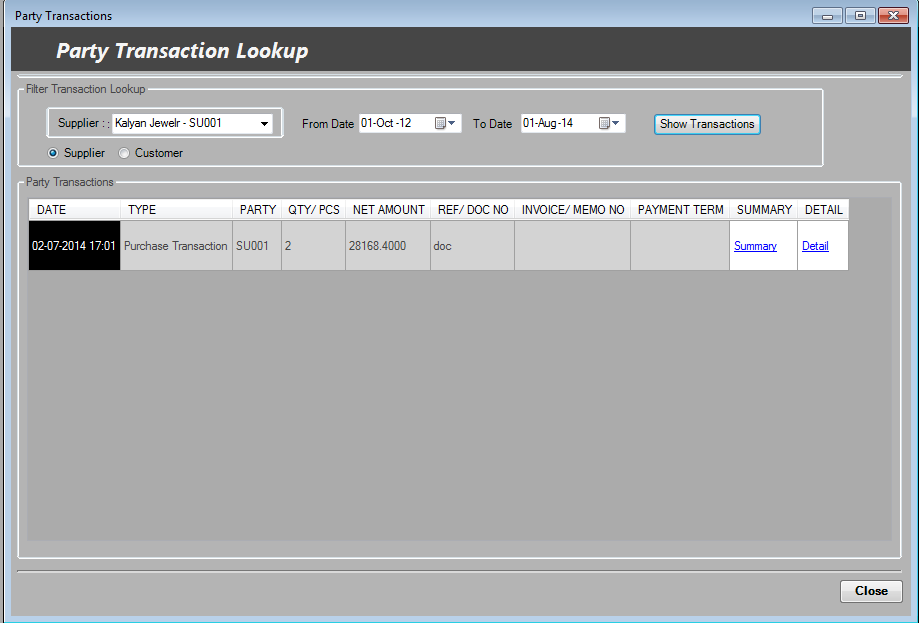 Party Transactions
Party Transaction Lookup
Filter Transaction Lookup
Supplier : : Kalyan Jewelr - SU001 From Date 01-Oct -12 To Date 01-Aug-14 Show Transactions
Supplier Customer
Party Transactions
DATE TYPE PARTY QTY/ PCS NET AMOUNT REF/ DOC NO INVOICE/ MEMO NO PAYMENT TERM SUMMARY DETAIL
02-07-2014 17:01 Purchase Transaction SU001 2 28168.4000 doc Summary Detail
Close